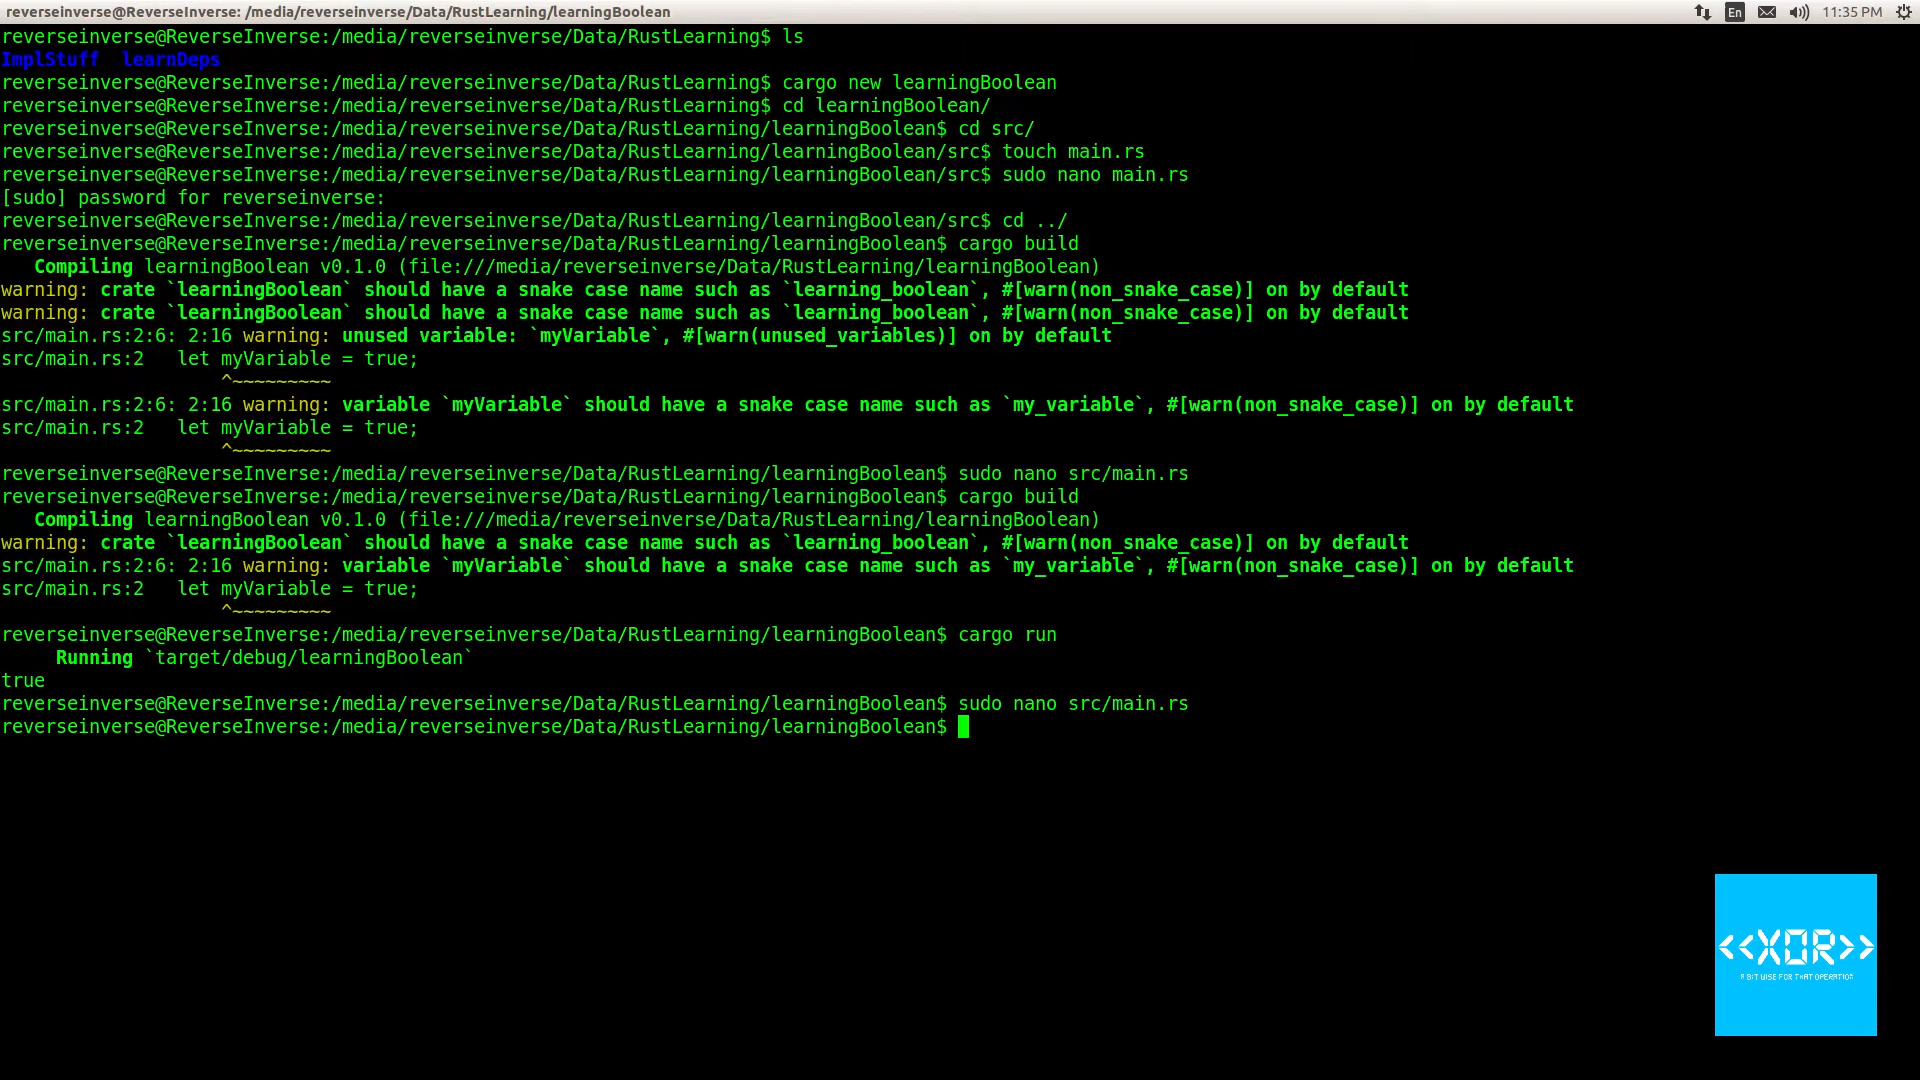 reverseinverse@ReverseInverse: /media/reverseinverse/Data/RustLearning/learningBoolean
En
11:35 PM
reverseinverse@ReverseInverse:/media/reverseinverse/Data/RustLearning$ ls
ImplStuff  learnDeps
reverseinverse@ReverseInverse:/media/reverseinverse/Data/RustLearning$ cargo new learningBoolean
reverseinverse@ReverseInverse:/media/reverseinverse/Data/RustLearning$ cd learningBoolean/
reverseinverse@ReverseInverse:/media/reverseinverse/Data/RustLearning/learningBoolean$ cd src/
reverseinverse@ReverseInverse:/media/reverseinverse/Data/RustLearning/learningBoolean/src$ touch main.rs
reverseinverse@ReverseInverse:/media/reverseinverse/Data/RustLearning/learningBoolean/src$ sudo nano main.rs
[sudo] password for reverseinverse:
reverseinverse@ReverseInverse:/media/reverseinverse/Data/RustLearning/learningBoolean/src$ cd ../
reverseinverse@ReverseInverse:/media/reverseinverse/Data/RustLearning/learningBoolean$ cargo build
   Compiling learningBoolean v0.1.0 (file:///media/reverseinverse/Data/RustLearning/learningBoolean)
warning: crate `learningBoolean` should have a snake case name such as `learning_boolean`, #[warn(non_snake_case)] on by default
warning: crate `learningBoolean` should have a snake case name such as `learning_boolean`, #[warn(non_snake_case)] on by default
src/main.rs:2:6: 2:16 warning: unused variable: `myVariable`, #[warn(unused_variables)] on by default
src/main.rs:2   let myVariable = true;
                    ^~~~~~~~~~
src/main.rs:2:6: 2:16 warning: variable `myVariable` should have a snake case name such as `my_variable`, #[warn(non_snake_case)] on by default
src/main.rs:2   let myVariable = true;
                    ^~~~~~~~~~
reverseinverse@ReverseInverse:/media/reverseinverse/Data/RustLearning/learningBoolean$ sudo nano src/main.rs
reverseinverse@ReverseInverse:/media/reverseinverse/Data/RustLearning/learningBoolean$ cargo build
   Compiling learningBoolean v0.1.0 (file:///media/reverseinverse/Data/RustLearning/learningBoolean)
warning: crate `learningBoolean` should have a snake case name such as `learning_boolean`, #[warn(non_snake_case)] on by default
src/main.rs:2:6: 2:16 warning: variable `myVariable` should have a snake case name such as `my_variable`, #[warn(non_snake_case)] on by default
src/main.rs:2   let myVariable = true;
                    ^~~~~~~~~~
reverseinverse@ReverseInverse:/media/reverseinverse/Data/RustLearning/learningBoolean$ cargo run
     Running `target/debug/learningBoolean`
true
reverseinverse@ReverseInverse:/media/reverseinverse/Data/RustLearning/learningBoolean$ sudo nano src/main.rs
reverseinverse@ReverseInverse:/media/reverseinverse/Data/RustLearning/learningBoolean$
<<XOR>>
A BIT WISE FOR THAT OPERATION